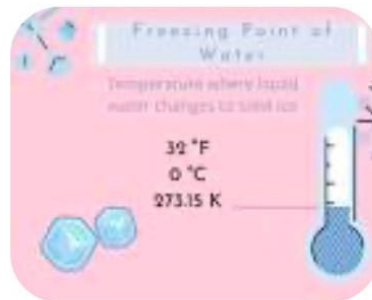 Freezing Point of
Water
Temperature where liquid
water changes to solid ice
32 °F
0 °C
273.15 K